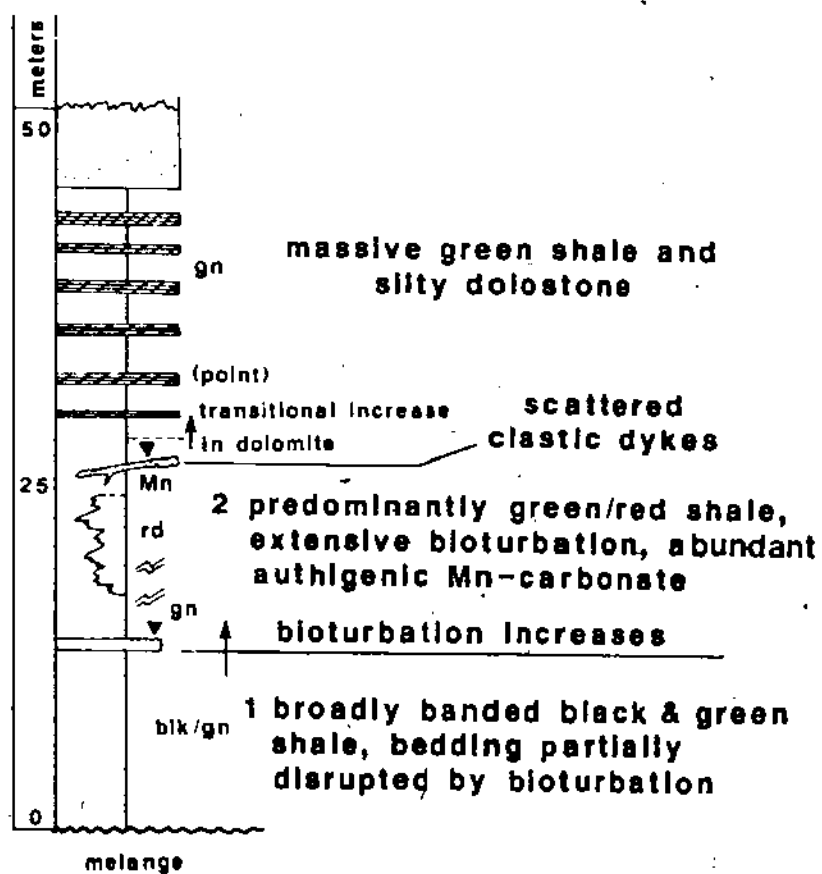 meters
50
massive green shale and
gn
silty dolostone
(point)
transitional increase
in dolomite
scattered
clastic dykes
25
Mn
rd
gn
2 predominantly green/red shale,
extensive bioturbation, abundant
authigenic Mn-carbonate
bioturbation increases
blk/gn
1 broadly banded black & green
shale, bedding partially
disrupted by bioturbation
0
melange